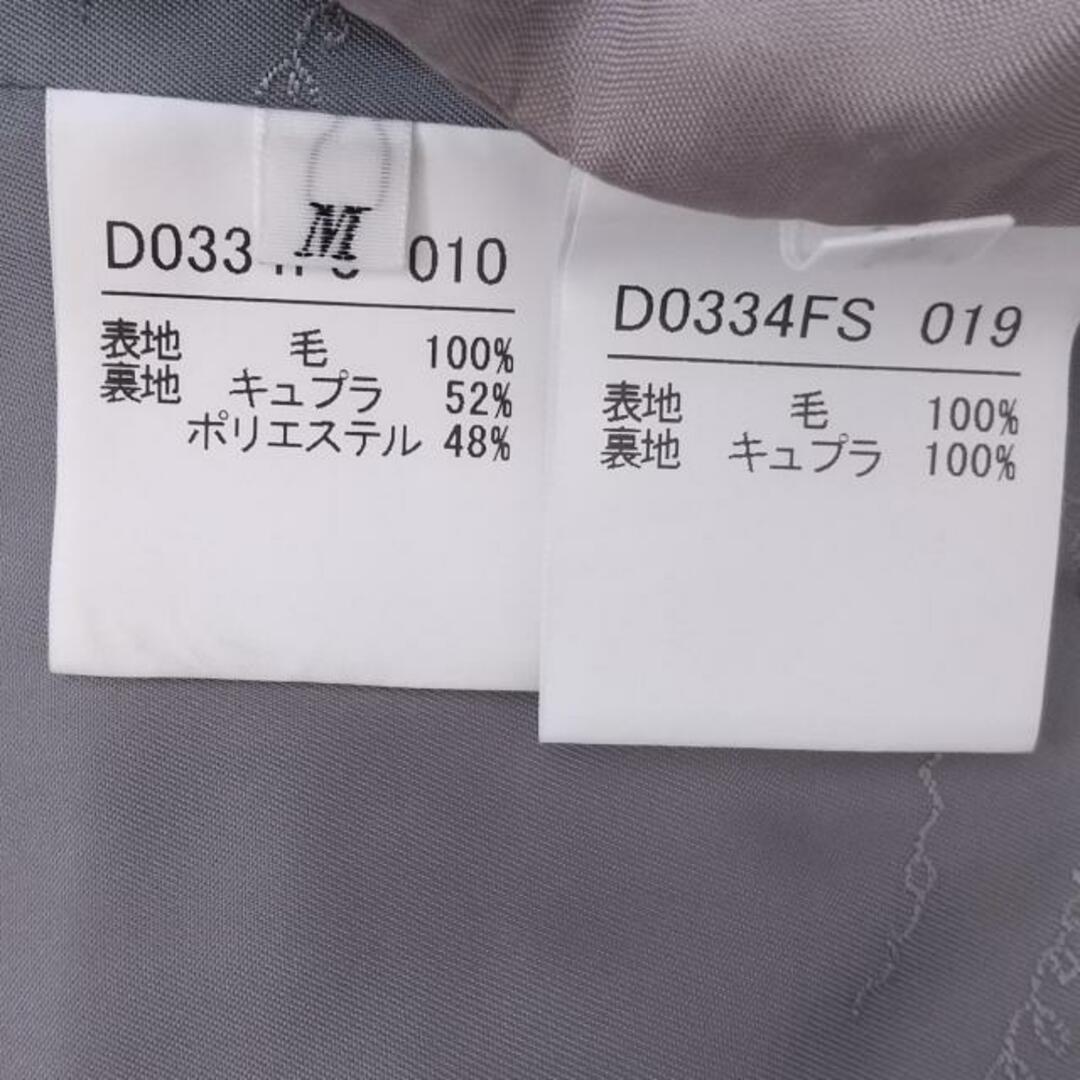 M
D0334FS 010
表地 毛 100%
裏地 キュプラ 52%
ポリエステル 48%
D0334FS 019
表地 毛 100%
裏地 キュプラ 100%